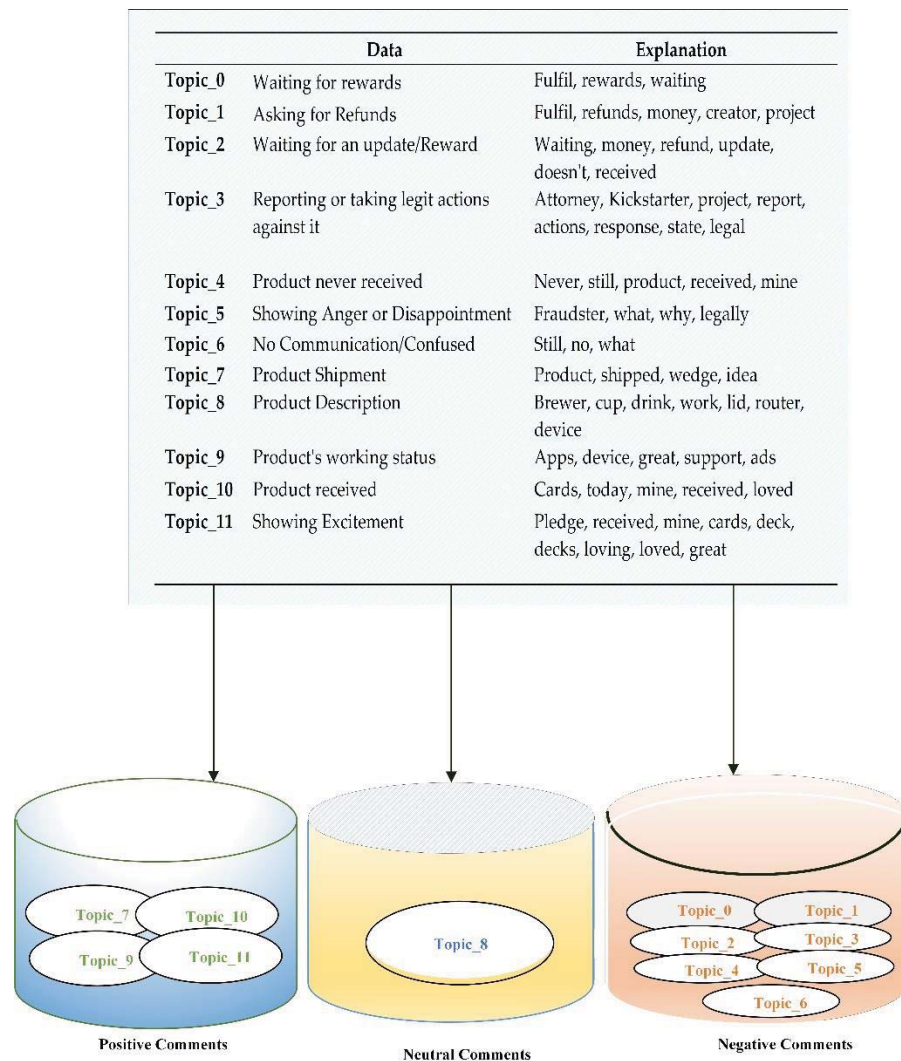 Data Explanation
Topic_0 Waiting for rewards Fulfil, rewards, waiting
Topic_1 Asking for Refunds Fulfil, refunds, money, creator, project
Topic_2 Waiting for an update/Reward Waiting, money, refund, update,
doesn't, received
Topic_3 Reporting or taking legit actions Attorney, Kickstarter, project, report,
against it actions, response, state, legal
Topic_4 Product never received Never, still, product, received, mine
Topic_5 Showing Anger or Disappointment Fraudster, what, why, legally
Topic_6 No Communication/Confused Still, no, what
Topic_7 Product Shipment Product, shipped, wedge, idea
Topic_8 Product Description Brewer, cup, drink, work, lid, router,
device
Topic_9 Product's working status Apps, device, great, support, ads
Topic_10 Product received Cards, today, mine, received, loved
Topic_11 Showing Excitement Pledge, received, mine, cards, deck,
decks, loving, loved, great
Topic_7 Topic_10
Topic_9 Topic_11
Positive Comments
Topic_8
Neutral Comments
Topic_0 Topic_1
Topic_2 Topic_3
Topic_4 Topic_5
Topic_6
Negative Comments